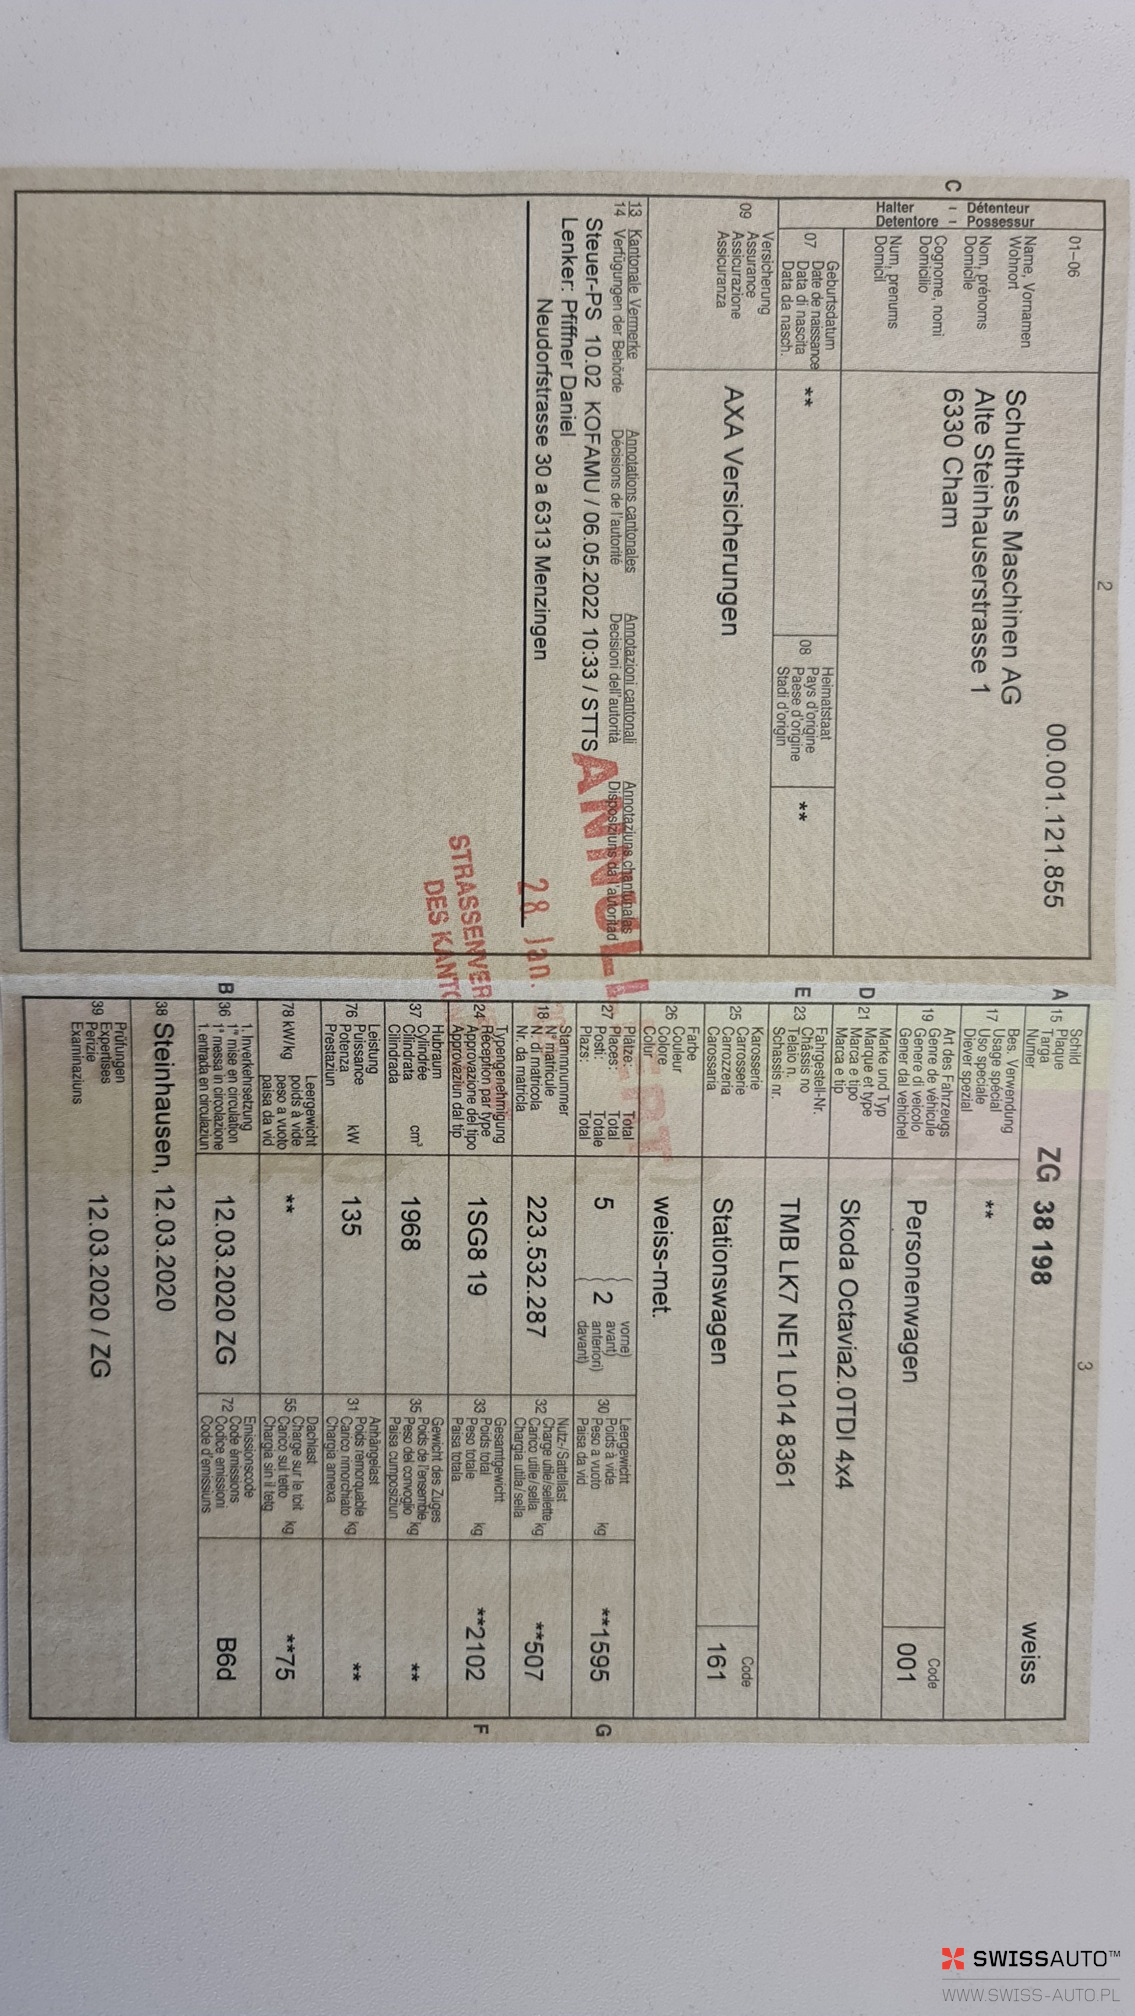 2
00.001.121.855
C
Détenteur
Possessur
Halter
Detentore
01–06
Name, Vornamen
Wohnort
Nom, prénoms
Domicile
Cognome, nomi
Domicilio
Num, prenums
Domicil
Schulthess Maschinen AG
Alte Steinhauserstrasse 1
6330 Cham
07
Geburtsdatum
Date de naissance
Data di nascita
Data da nasch.
**
08
Heimatstaat
Pays d'origine
Paese d'origine
Stadi d'origin
**
09
Versicherung
Assurance
Assicurazione
Assicuranza
AXA Versicherungen
13 Kantonale Vermerke Annotations cantonales Annotazioni cantonali Annotaziuns chantunalas
14 Verfügungen der Behörde Décisions de l'autorité Decisioni dell'autorità Disposiziuns da l'autoritad
Steuer-PS 10.02 KOFAMU / 06.05.2022 10:33 / STTS
Lenker: Pfiffner Daniel
Neudorfstrasse 30 a 6313 Menzingen
ANNULLIERT
28. Jan.
STRASSENVER
DES KANTO
3
A 15
Schild
Plaque
Targa
Numer
ZG 38 198
weiss
17
Bes. Verwendung
Usage spécial
Uso speciale
Diever spezial
**
19
Art des Fahrzeugs
Genre de véhicule
Genere di veicolo
Gener dal vehichel
Personenwagen
Code
001
D 21
Marke und Typ
Marque et type
Marca e tipo
Marca e tip
Skoda Octavia2.0TDI 4x4
E 23
Fahrgestell-Nr.
Châssis no
Telaio n.
Schassis nr.
TMB LK7 NE1 L014 8361
25
Karosserie
Carrosserie
Carrozzeria
Carossaria
Stationswagen
Code
161
26
Farbe
Couleur
Colore
Colur
weiss-met.
27
Plätze: Total
Places: Total
Posti: Totale
Plazs: Total
5
2
vorne)
avant)
anteriori)
davant)
30
Leergewicht
Poids à vide
Peso a vuoto
Paisa da vid
kg
**1595
G
18
Stammnummer
N° matricule
N. di matricola
Nr. da matricla
223.532.287
32
Nutz-/Sattellast
Charge utile/sellette
Carico utile/sella
Chargia utila/sella
kg
**507
24
Typengenehmigung
Réception par type
Approvazione del tipo
Approvaziun dal tip
1SG8 19
33
Gesamtgewicht
Poids total
Peso totale
Paisa totala
kg
**2102
F
37
Hubraum
Cylindrée
Cilindrata
Cilindrada
cm³
1968
35
Gewicht des Zuges
Poids de l'ensemble
Peso del convoglio
Paisa cumposiziun
kg
**
76
Leistung
Puissance
Potenza
Prestaziun
kW
135
31
Anhängelast
Poids remorquable
Carico rimorchiato
Chargia annexa
kg
**
78 kW/kg
Leergewicht
poids à vide
peso a vuoto
paisa da vid
**
55
Dachlast
Charge sur le toit
Carico sul tetto
Chargia sin il tetg
kg
**75
B 36
1. Inverkehrsetzung
1re mise en circulation
1a messa in circolazione
1. entrada en circulaziun
12.03.2020 ZG
72
Emissionscode
Code émissions
Codice emissioni
Code d'emissiuns
B6d
38 Steinhausen, 12.03.2020
39
Prüfungen
Expertises
Perizie
Examinaziuns
12.03.2020 / ZG
SWISSAUTO™
WWW.SWISS-AUTO.PL